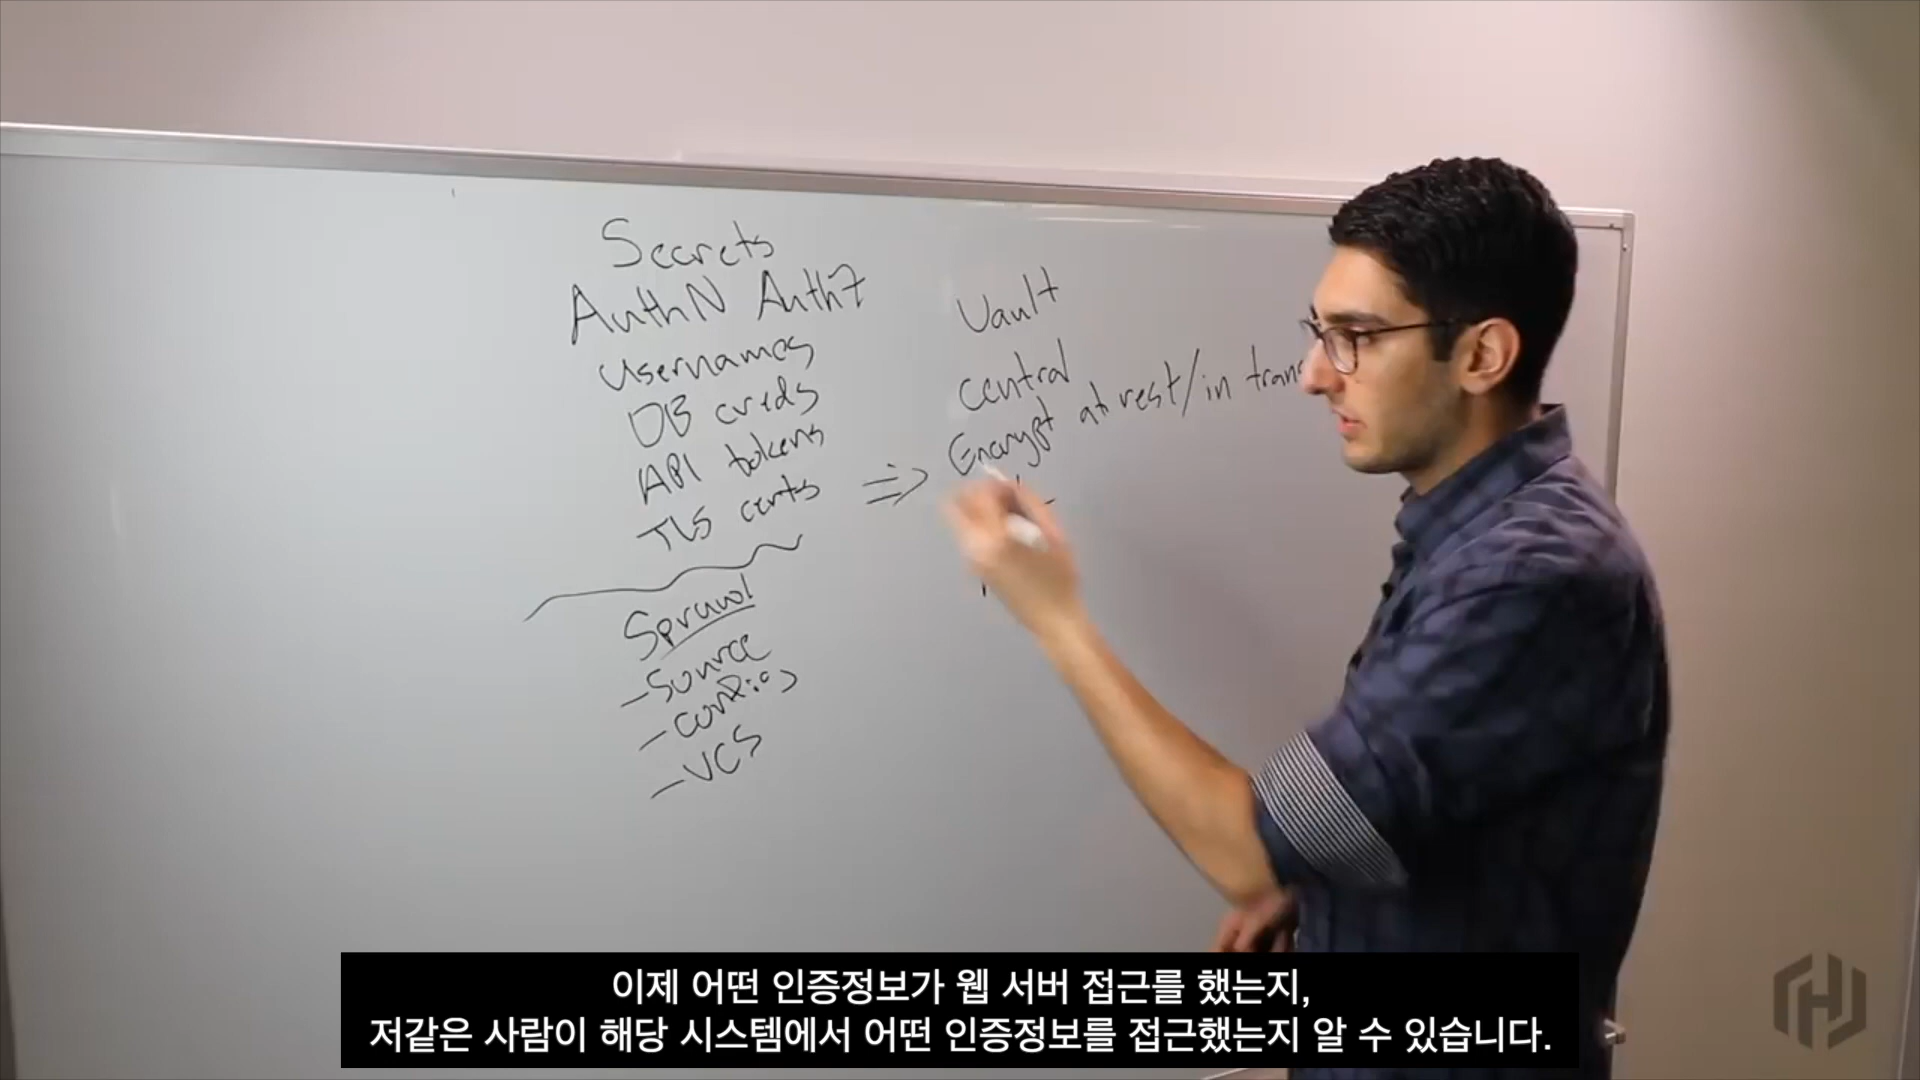 Secrets
AuthN AuthZ
Usernames
DB creds
API tokens
TLS certs
Sprawl
- Source
- Config
- VCS
⇒
Vault
central
Encrypt at rest/in tran
이제 어떤 인증정보가 웹 서버 접근를 했는지,
저같은 사람이 해당 시스템에서 어떤 인증정보를 접근했는지 알 수 있습니다.